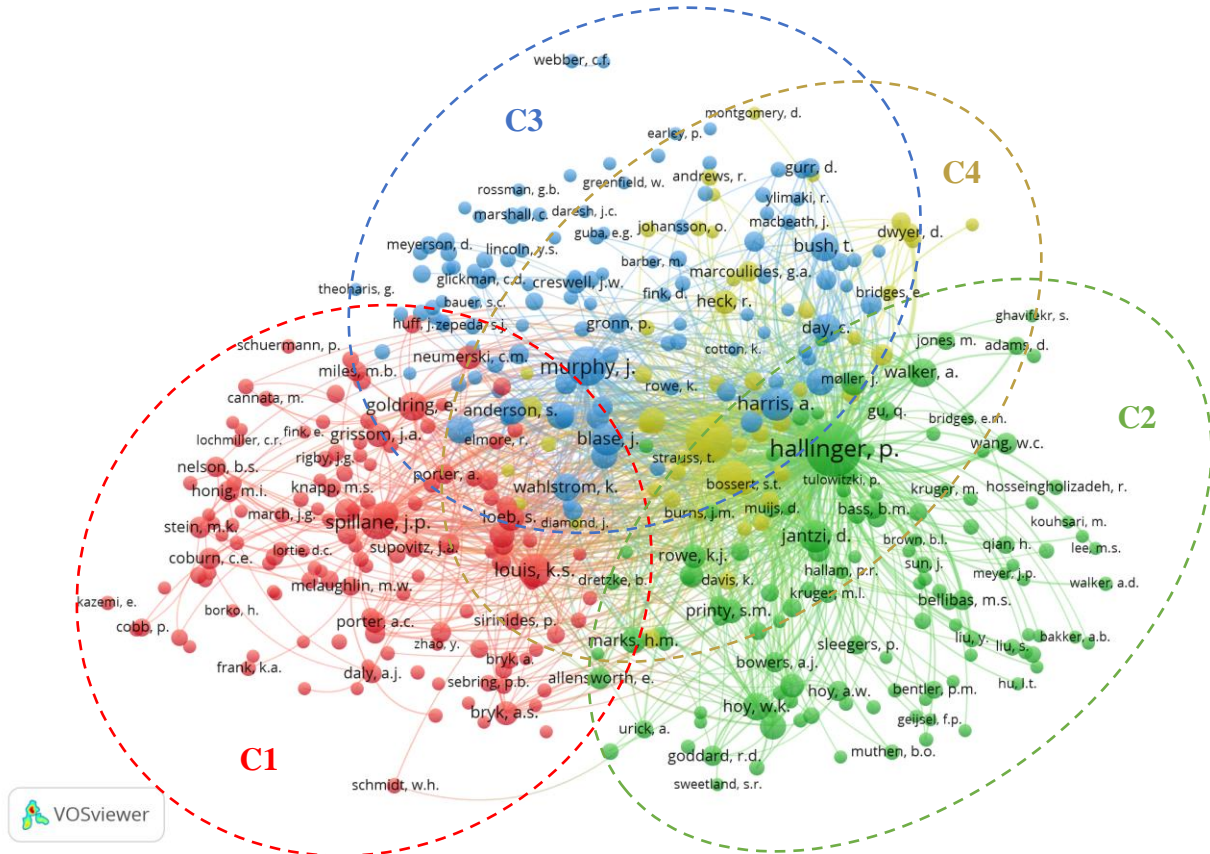 webber, c.f.
C3
montgomery, d.
earley, p.
C4
andrews, r.
gurr, d.
greenfield, w.
rossman, g.b.
ylimaki, r.
marshall, c.
daresh, j.c.
macbeath, j.
johansson, o.
guba, e.g.
dwyer, d.
meyerson, d.
bush, t.
lincoln, y.s.
barber, m.
marcoulides, g.a.
theoharis, g.
glickman, c.d.
creswell, j.w.
fink, d.
bridges, e.
bauer, s.c.
heck, r.
ghavifekr, s.
huff, j.
zepeda, s.j.
gronn, p.
day, c.
jones, m.
adams, d.
schuermann, p.
cotton, k.
neumerski, c.m.
murphy, j.
miles, m.b.
rowe, k.
møller, j.
walker, a.
cannata, m.
goldring, e.
anderson, s.
harris, a.
gu, q.
bridges, e.m.
C2
lochmiller, c.r.
fink, e.
grissom, j.a.
elmore, r.
blase, j.
hallinger, p.
wang, w.c.
strauss, t.
nelson, b.s.
rigby, j.g.
porter, a.
tulowitzki, p.
honig, m.i.
knapp, m.s.
wahlstrom, k.
bossert, s.t.
kruger, m.
hosseingholizadeh, r.
stein, m.k.
march, j.g.
spillane, j.p.
loeb, s.
diamond, j.
burns, j.m.
muijs, d.
bass, b.m.
kouhsari, m.
lortie, d.c.
supovitz, j.a.
jantzi, d.
brown, b.l.
qian, h.
lee, m.s.
coburn, c.e.
rowe, k.j.
mclaughlin, m.w.
louis, k.s.
dretzke, b.
davis, k.
hallam, p.r.
sun, j.
meyer, j.p.
walker, a.d.
kazemi, e.
borko, h.
kruger, m.l.
bellibas, m.s.
cobb, p.
porter, a.c.
sirinides, p.
printy, s.m.
zhao, y.
marks, h.m.
sleegers, p.
liu, y.
liu, s.
bakker, a.b.
frank, k.a.
daly, a.j.
bryk, a.
bowers, a.j.
sebring, p.b.
allensworth, e.
hoy, a.w.
bentler, p.m.
hu, l.t.
bryk, a.s.
hoy, w.k.
geijsel, f.p.
urick, a.
C1
goddard, r.d.
muthen, b.o.
schmidt, w.h.
sweetland, s.r.
VOSviewer